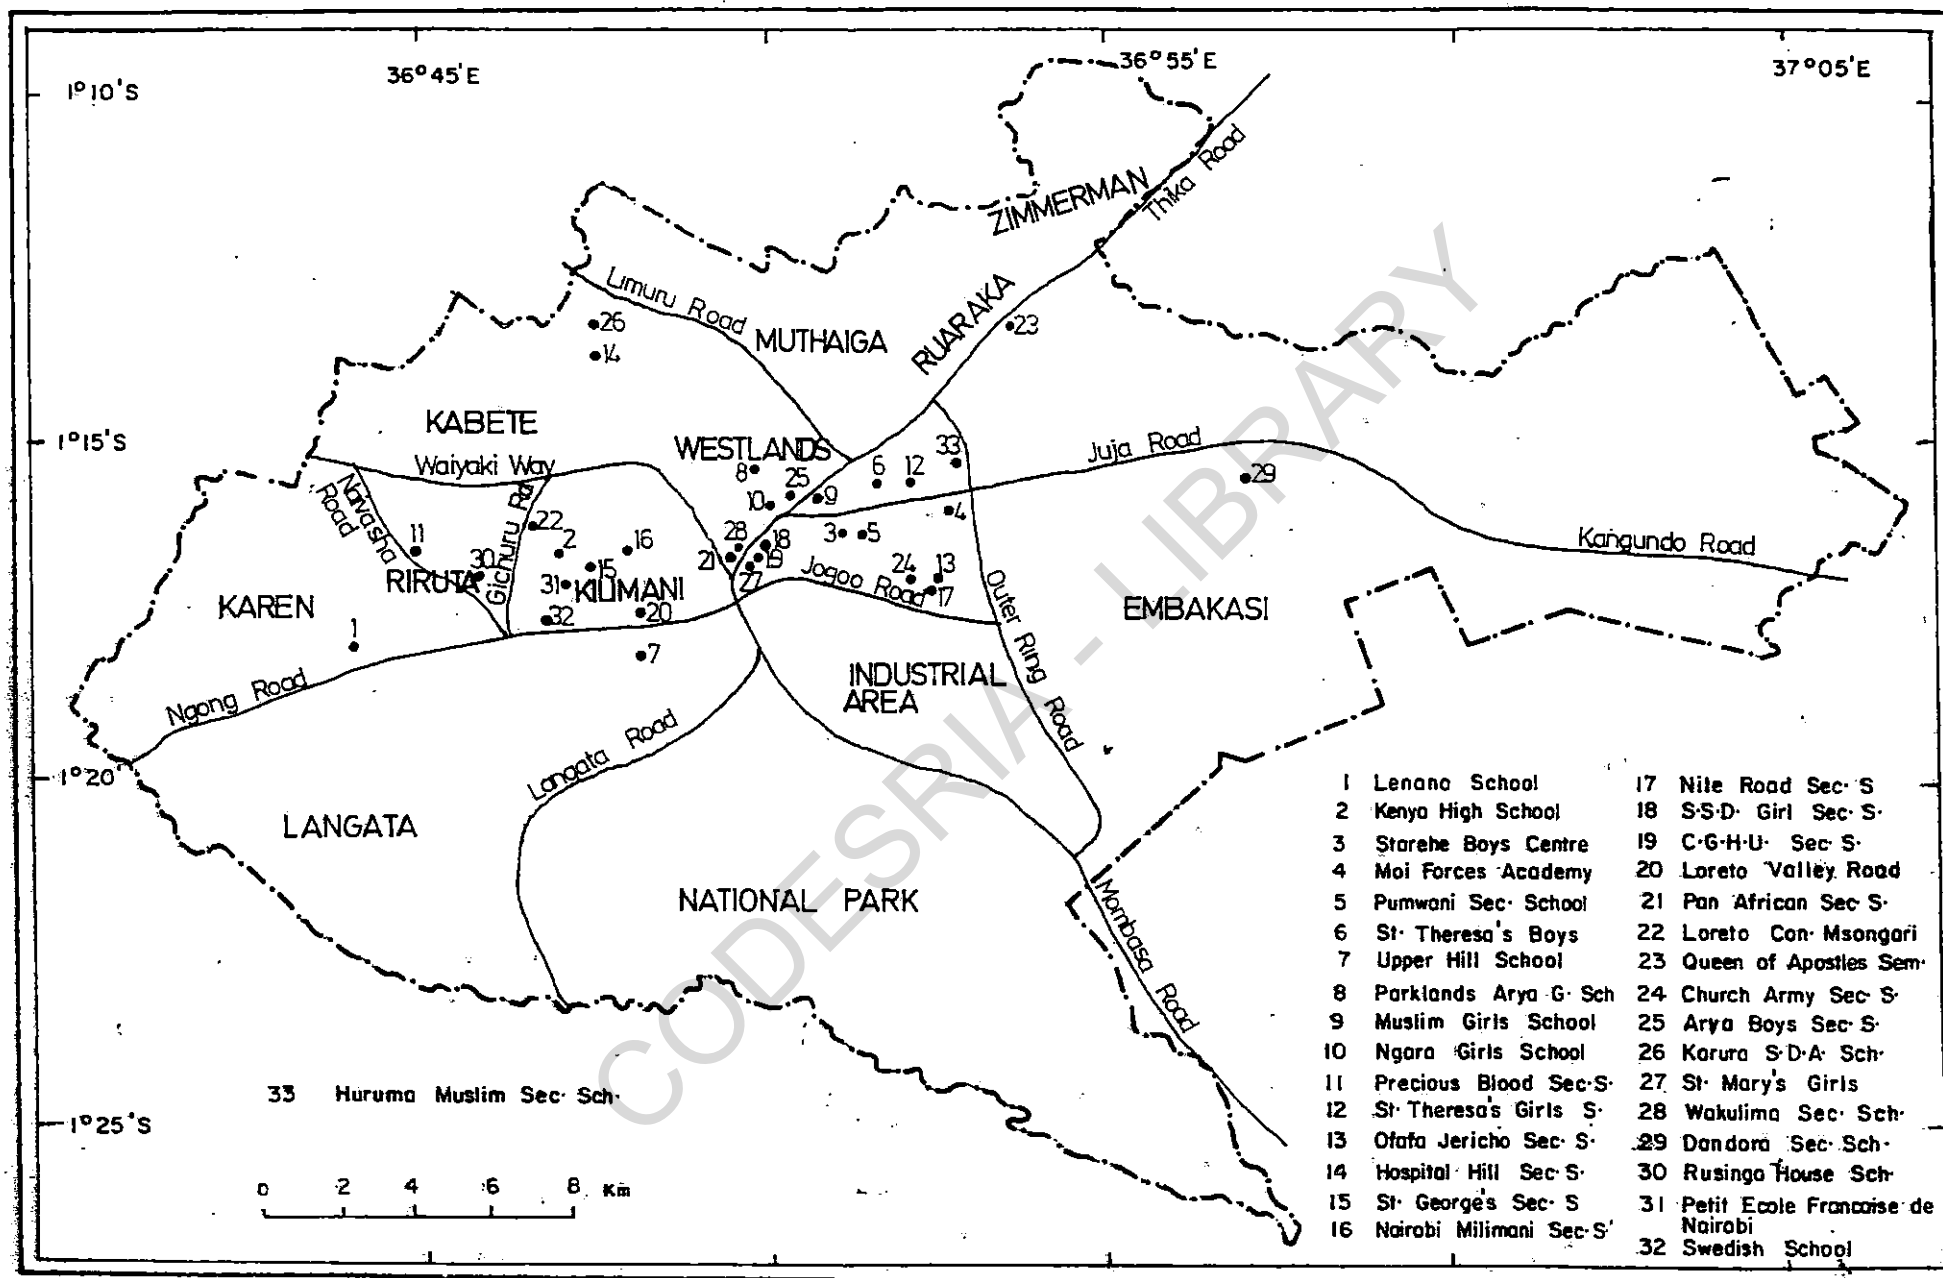 36°45'E
36°55'E
37°05'E
1°10'S
Thika Road
ZIMMERMAN
Limuru Road
RUARAKA
26
23
MUTHAIGA
14
KABETE
1°15'S
WESTLANDS
33
Juja Road
Waiyaki Way
8
6
12
29
25
Naivasha Road
Gichuru Rd
10
9
4
22
11
2
16
28
18
3
5
Kangundo Road
21
19
15
30
27
24
13
RIRUTA
31
KILIMANI
Jogoo Road
17
Outer Ring Road
KAREN
32
20
EMBAKASI
1
7
INDUSTRIAL
AREA
Ngong Road
Langata Road
1°20'
LANGATA
NATIONAL PARK
Mombasa Road
1°25'S
33 Huruma Muslim Sec· Sch·
0 2 4 6 8 Km
1 Lenana School
2 Kenya High School
3 Starehe Boys Centre
4 Moi Forces Academy
5 Pumwani Sec· School
6 St· Theresa's Boys
7 Upper Hill School
8 Parklands Arya G· Sch
9 Muslim Girls School
10 Ngara Girls School
11 Precious Blood Sec·S·
12 St· Theresa's Girls S·
13 Ofafa Jericho Sec· S·
14 Hospital Hill Sec·S·
15 St· George's Sec· S
16 Nairobi Milimani Sec·S·
17 Nile Road Sec· S
18 S·S·D· Girl Sec· S·
19 C·G·H·U· Sec· S·
20 Loreto Valley Road
21 Pan African Sec· S·
22 Loreto Con· Msongari
23 Queen of Apostles Sem·
24 Church Army Sec· S·
25 Arya Boys Sec· S·
26 Karura S·D·A· Sch·
27 St· Mary's Girls
28 Wakulima Sec· Sch·
29 Dandora Sec· Sch·
30 Rusinga House Sch·
31 Petit Ecole Francaise de
Nairobi
32 Swedish School
CODESRIA - LIBRARY